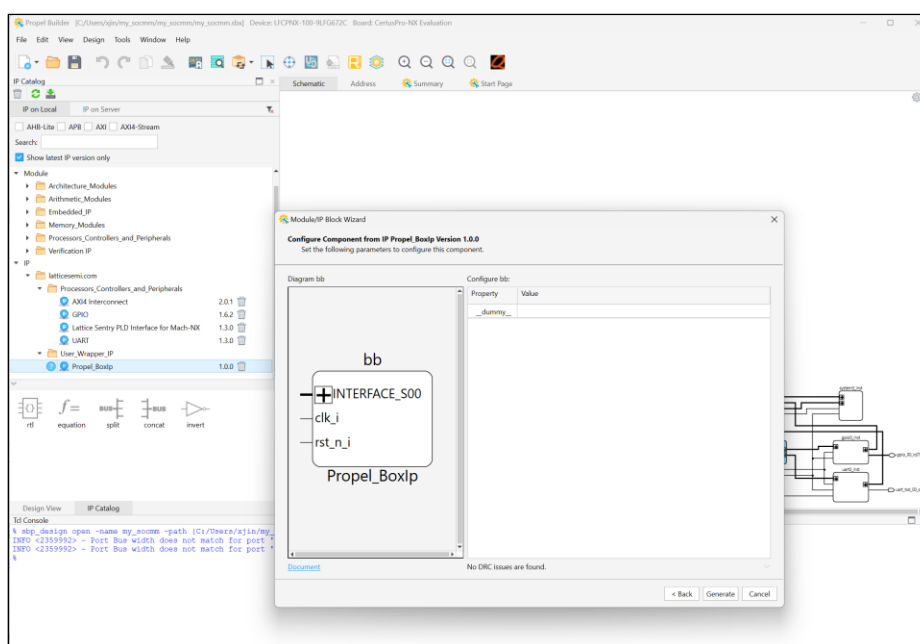 Propel Builder [C:/Users/xjin/my_socmm/my_socmm/my_socmm.sbx] Device: LFCPNX-100-9LFG672C Board: CertusPro-NX Evaluation
File Edit View Design Tools Window Help
IP Catalog
Schematic Address Summary Start Page
IP on Local IP on Server
AHB-Lite APB AXI AXI4-Stream
Search:
Show latest IP version only
Module
Architecture_Modules
Arithmetic_Modules
Embedded_IP
Memory_Modules
Processors_Controllers_and_Peripherals
Verification IP
IP
latticesemi.com
Processors_Controllers_and_Peripherals
AXI4 Interconnect 2.0.1
GPIO 1.6.2
Lattice Sentry PLD Interface for Mach-NX 1.3.0
UART 1.3.0
User_Wrapper_IP
Propel_BoxIp 1.0.0
rtl equation split concat invert
Design View IP Catalog
Tcl Console
% sbp_design open -name my_socmm -path {C:/Users/xjin/my_
INFO <2359992> - Port Bus width does not match for port '
INFO <2359992> - Port Bus width does not match for port '
%
Module/IP Block Wizard
Configure Component from IP Propel_BoxIp Version 1.0.0
Set the following parameters to configure this component.
Diagram bb
Configure bb:
Property Value
__dummy__
bb
INTERFACE_S00
clk_i
rst_n_i
Propel_BoxIp
Document
No DRC issues are found.
< Back Generate Cancel